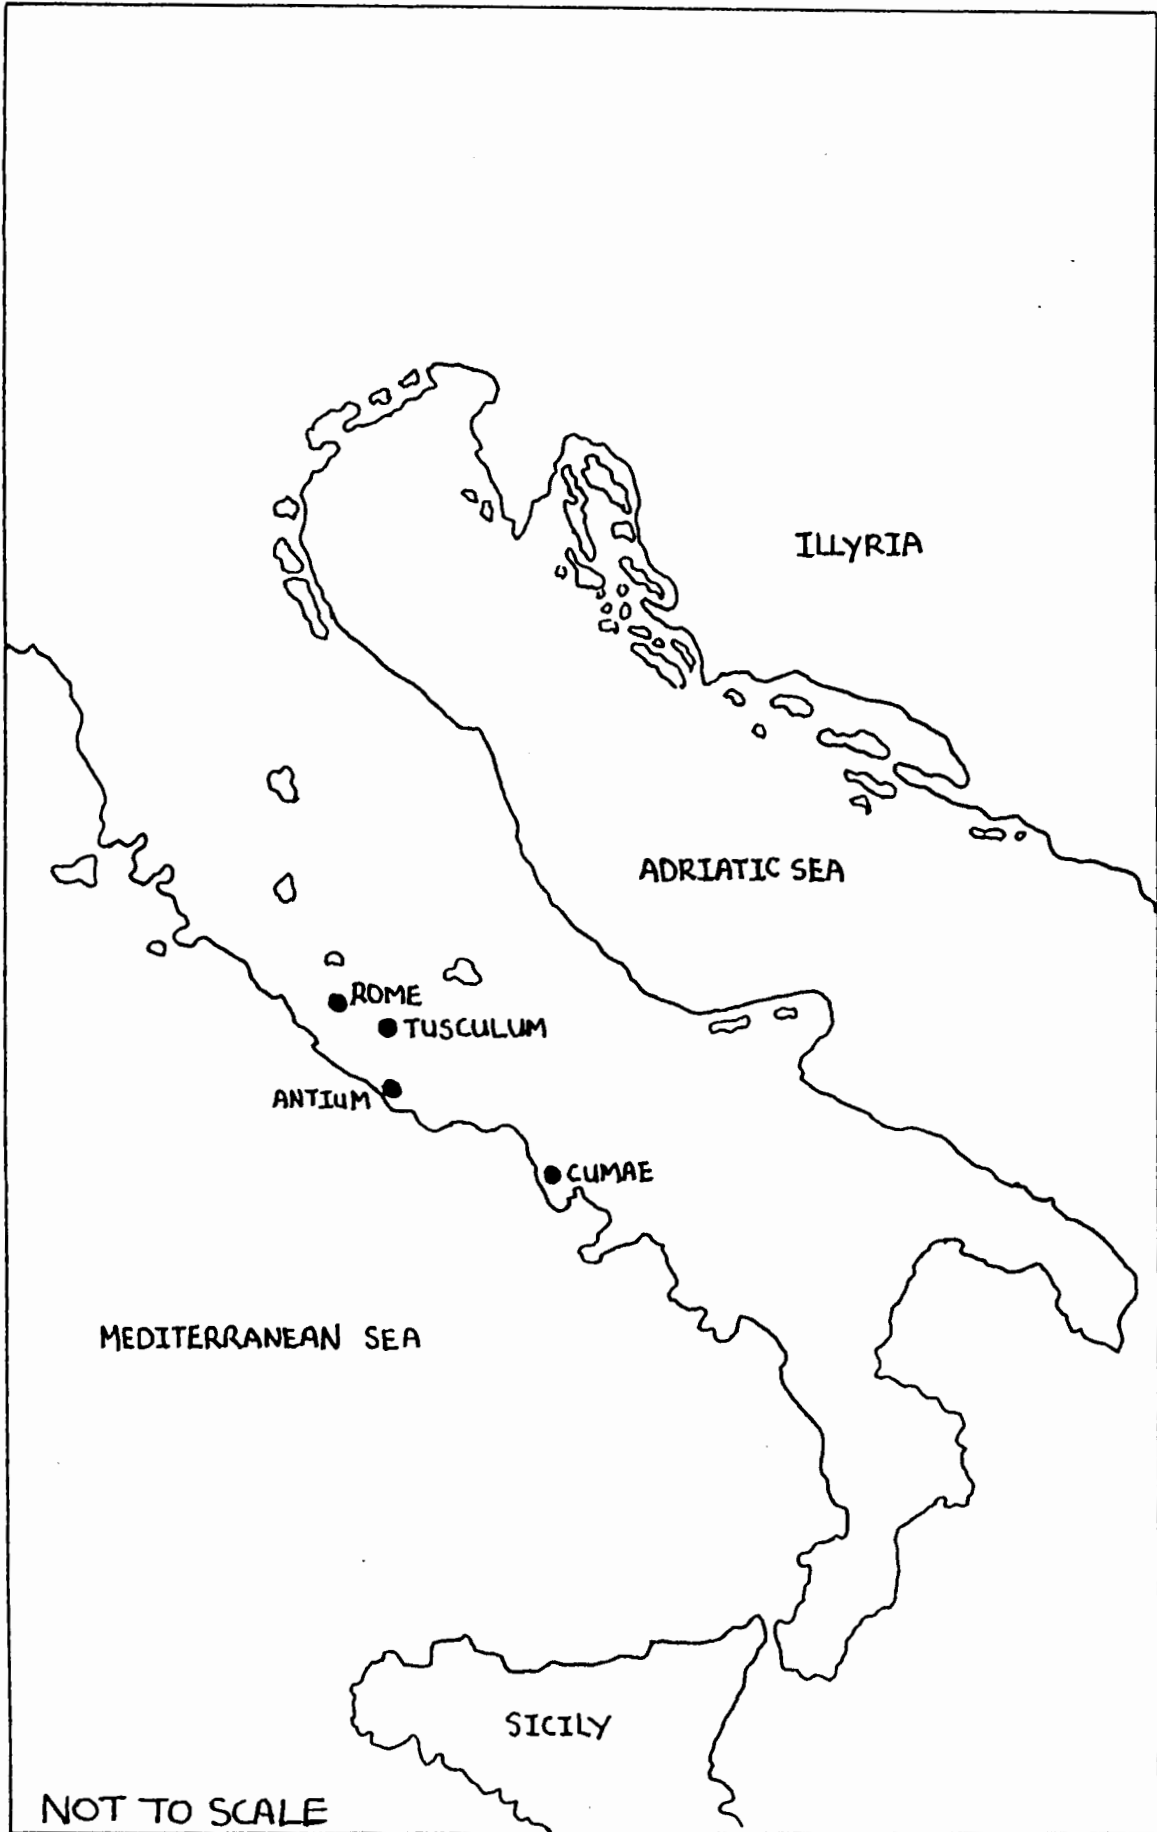 ILLYRIA
ADRIATIC SEA
ROME
TUSCULUM
ANTIUM
CUMAE
MEDITERRANEAN SEA
SICILY
NOT TO SCALE